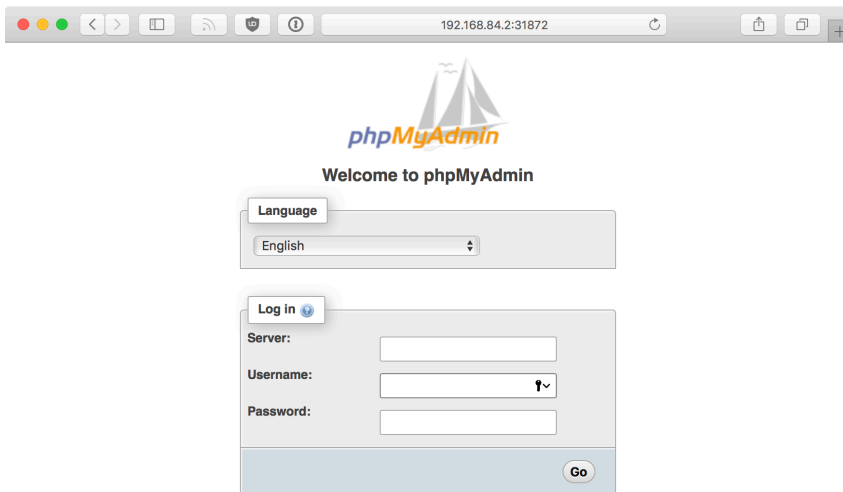 192.168.84.2:31872
phpMyAdmin
Welcome to phpMyAdmin
Language
English
Log in
Server:
Username:
Password:
Go